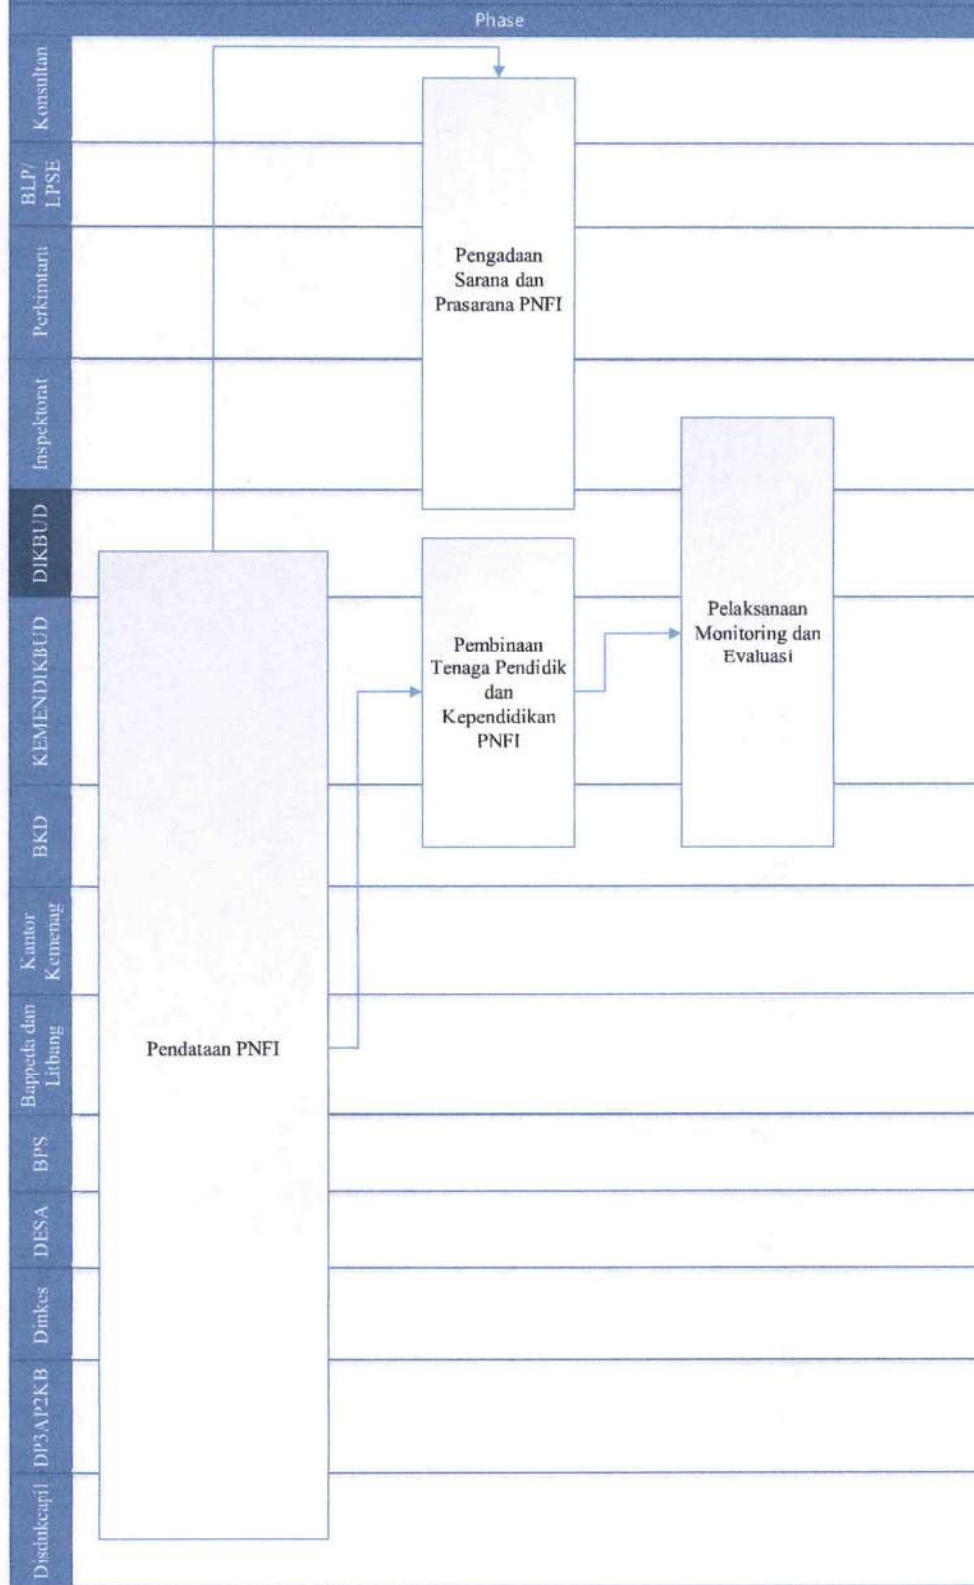 Phase
Konsultan
BLP/
LPSE
Perkimtaru
Inspektorat
DIKBUD
KEMENDIKBUD
BKD
Kantor
Kemenag
Bappeda dan
Litbang
BPS
DESA
Dinkes
DP3AP2KB
Disdukcapil
Pengadaan
Sarana dan
Prasarana PNFI
Pendataan PNFI
Pembinaan
Tenaga Pendidik
dan
Kependidikan
PNFI
Pelaksanaan
Monitoring dan
Evaluasi